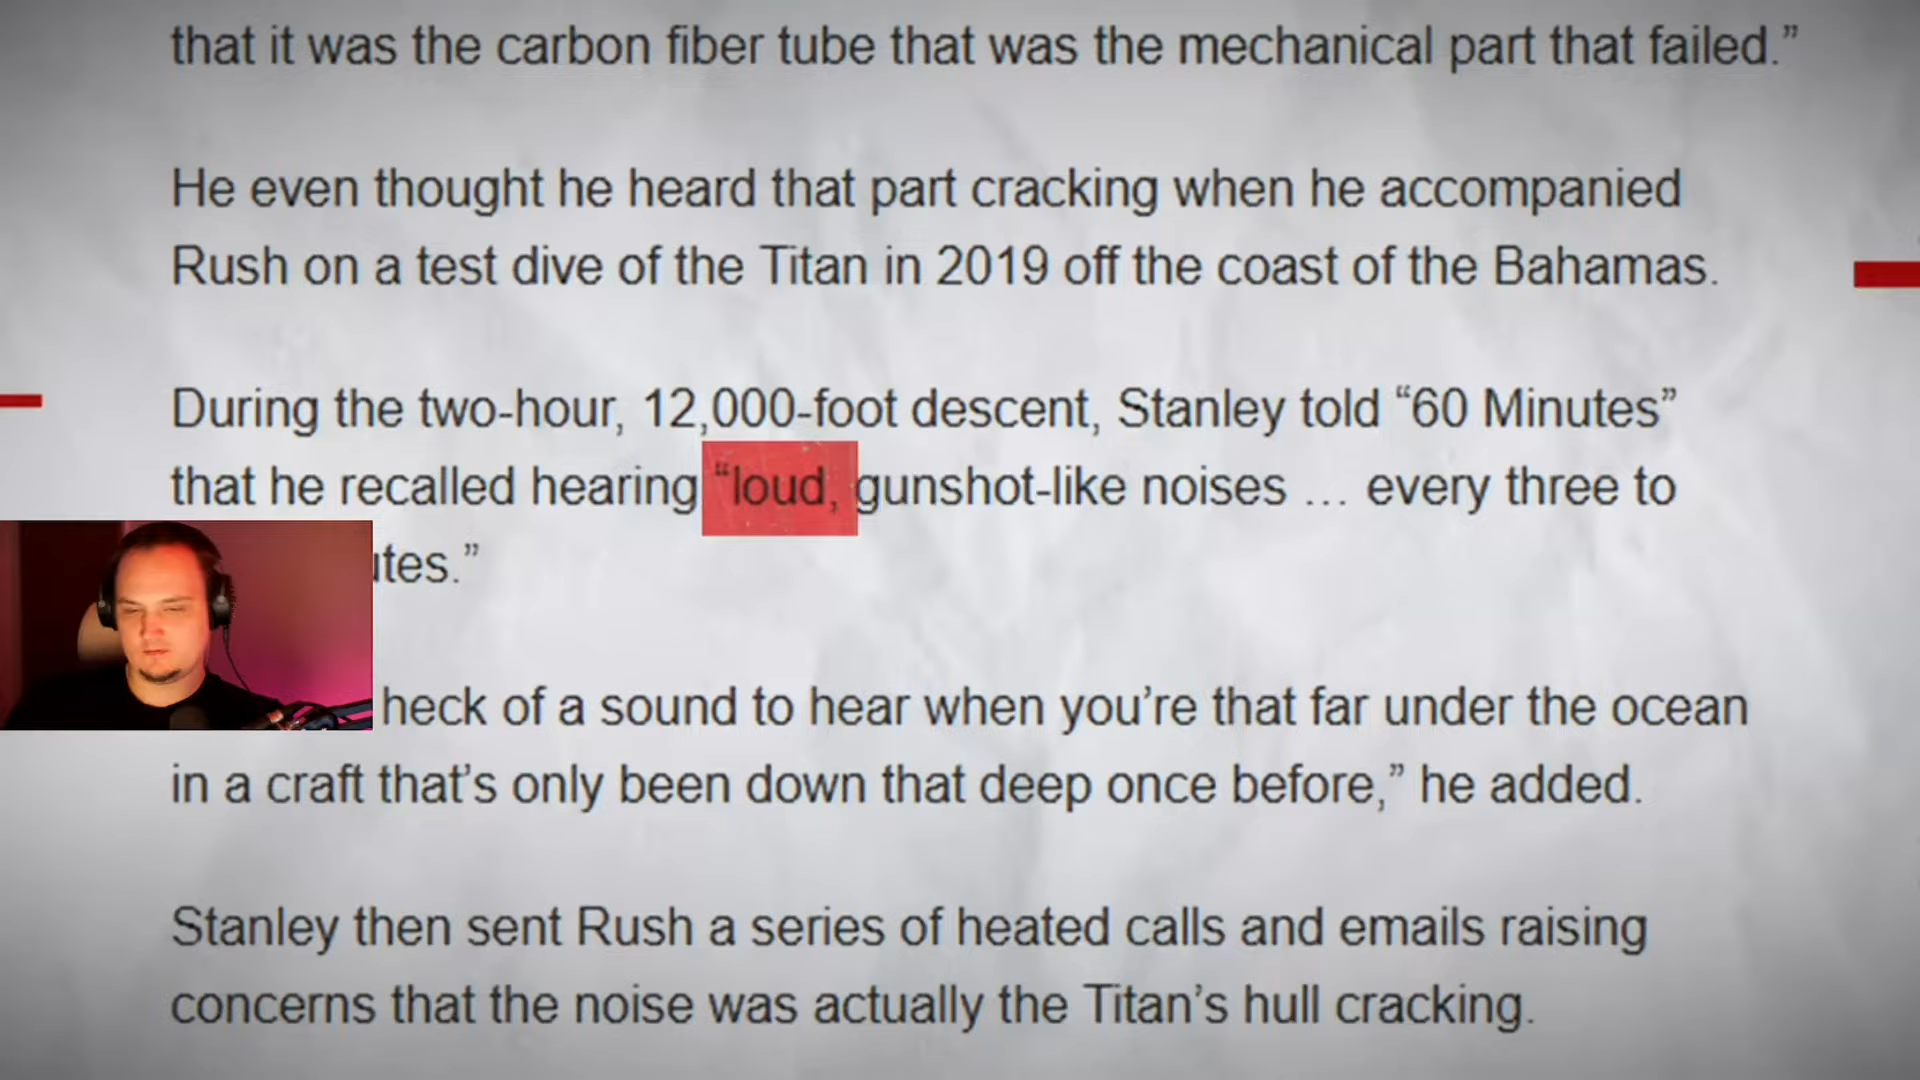 that it was the carbon fiber tube that was the mechanical part that failed.”
He even thought he heard that part cracking when he accompanied
Rush on a test dive of the Titan in 2019 off the coast of the Bahamas.
During the two-hour, 12,000-foot descent, Stanley told “60 Minutes”
that he recalled hearing “loud, gunshot-like noises … every three to
heck of a sound to hear when you’re that far under the ocean
in a craft that’s only been down that deep once before,” he added.
Stanley then sent Rush a series of heated calls and emails raising
concerns that the noise was actually the Titan’s hull cracking.